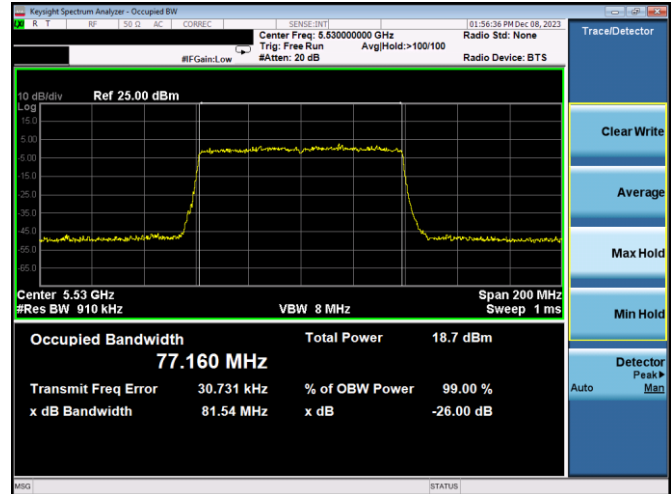 Keysight Spectrum Analyzer - Occupied BW
LXI R T RF 50 Ω AC CORREC SENSE:INT 01:56:36 PM Dec 08, 2023
Center Freq: 5.530000000 GHz Radio Std: None
Trig: Free Run Avg|Hold:>100/100
#IFGain:Low #Atten: 20 dB Radio Device: BTS
10 dB/div Ref 25.00 dBm
Log
15.0
5.00
-5.00
-15.0
-25.0
-35.0
-45.0
-55.0
-65.0
Center 5.53 GHz Span 200 MHz
#Res BW 910 kHz VBW 8 MHz Sweep 1 ms
Occupied Bandwidth Total Power 18.7 dBm
77.160 MHz
Transmit Freq Error 30.731 kHz % of OBW Power 99.00 %
x dB Bandwidth 81.54 MHz x dB -26.00 dB
MSG STATUS
Trace/Detector
Clear Write
Average
Max Hold
Min Hold
Detector
Peak▶
Auto Man